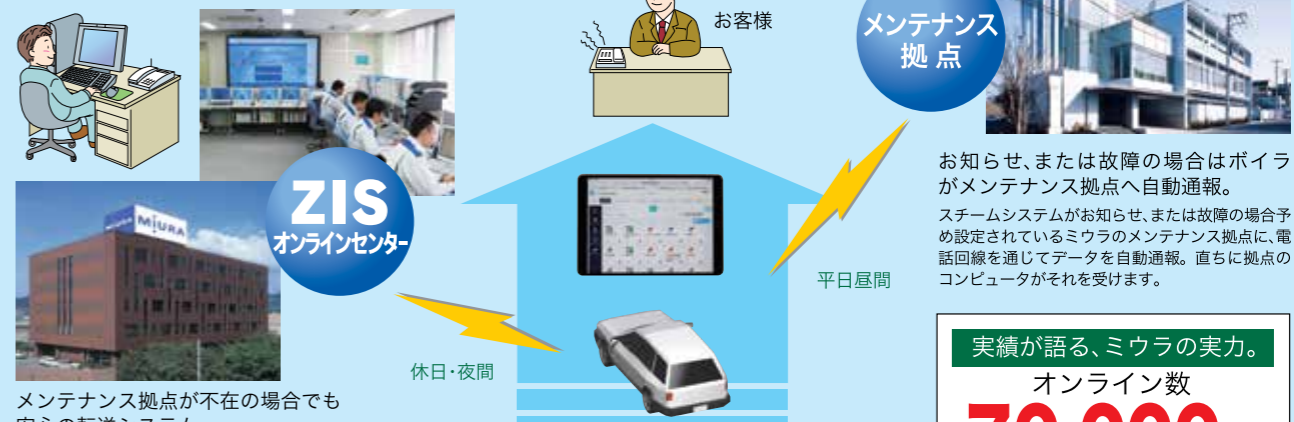 お客様
メンテナンス
拠点
MIURA
ZIS
オンラインセンター
お知らせ、または故障の場合はボイラ
がメンテナンス拠点へ自動通報。
スチームシステムがお知らせ、または故障の場合予
め設定されているミウラのメンテナンス拠点に、電
話回線を通じてデータを自動通報。直ちに拠点の
コンピュータがそれを受けます。
平日昼間
休日・夜間
メンテナンス拠点が不在の場合でも
実績が語る、ミウラの実力。
オンライン数